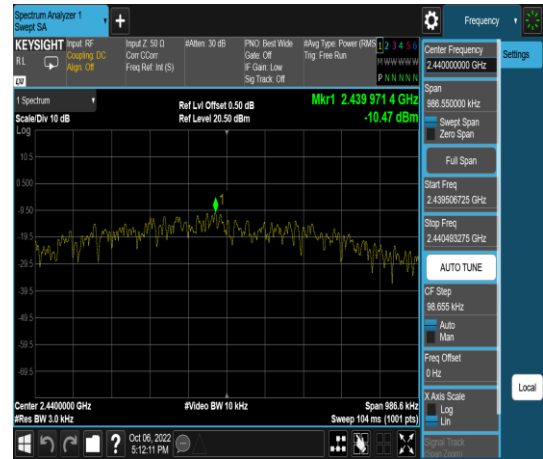 Spectrum Analyzer 1
Swept SA
+
Frequency
KEYSIGHT
RL
LXI
Input: RF
Coupling: DC
Align: Off
Input Z: 50 Ω
Corr CCorr
Freq Ref: Int (S)
#Atten: 30 dB
PNO: Best Wide
Gate: Off
IF Gain: Low
Sig Track: Off
#Avg Type: Power (RMS
Trig: Free Run
1 2 3 4 5 6
M W W W W W
P N N N N N
1 Spectrum
Scale/Div 10 dB
Log
Ref Lvl Offset 0.50 dB
Ref Level 20.50 dBm
Mkr1 2.439 971 4 GHz
-10.47 dBm
10.5
0.500
-9.50
-19.5
-29.5
-39.5
-49.5
-59.5
-69.5
1
Center 2.4400000 GHz
#Res BW 3.0 kHz
#Video BW 10 kHz
Span 986.6 kHz
Sweep 104 ms (1001 pts)
?
Oct 06, 2022
5:12:11 PM
Center Frequency
2.440000000 GHz
Span
986.550000 kHz
Swept Span
Zero Span
Full Span
Start Freq
2.439506725 GHz
Stop Freq
2.440493275 GHz
AUTO TUNE
CF Step
98.655 kHz
Auto
Man
Freq Offset
0 Hz
X Axis Scale
Log
Lin
Signal Track
(Span Zoom)
Settings
Local